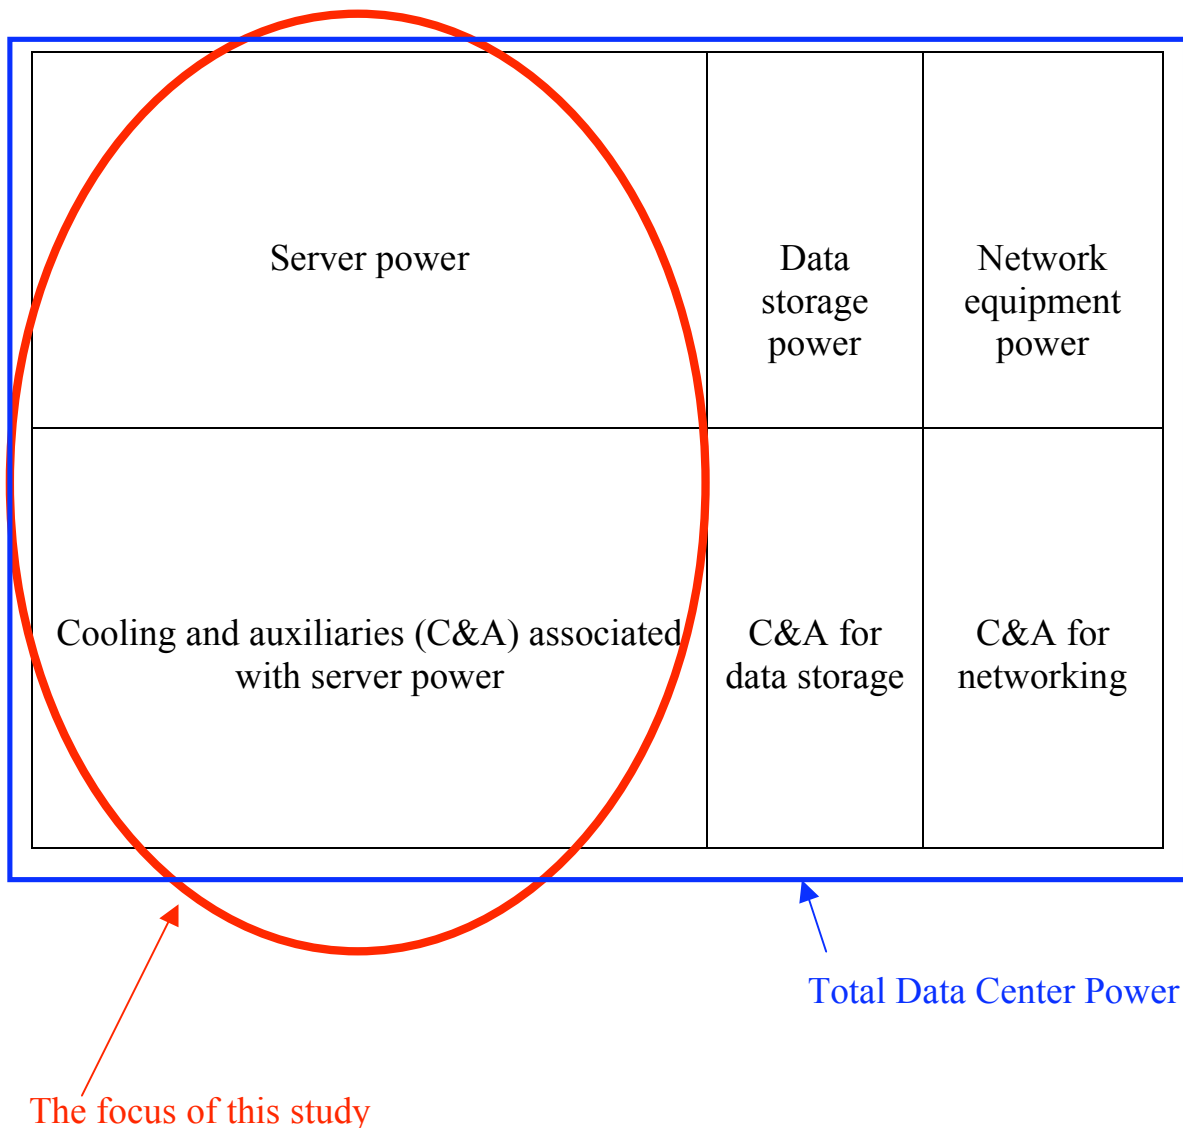 Server power
Data
storage
power
Network
equipment
power
Cooling and auxiliaries (C&A) associated
with server power
C&A for
data storage
C&A for
networking
Total Data Center Power
The focus of this study